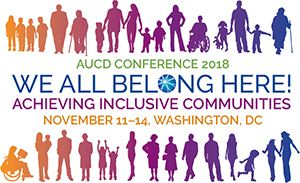 AUCD CONFERENCE 2018
WE ALL BELONG HERE!
ACHIEVING INCLUSIVE COMMUNITIES
NOVEMBER 11–14, WASHINGTON, DC